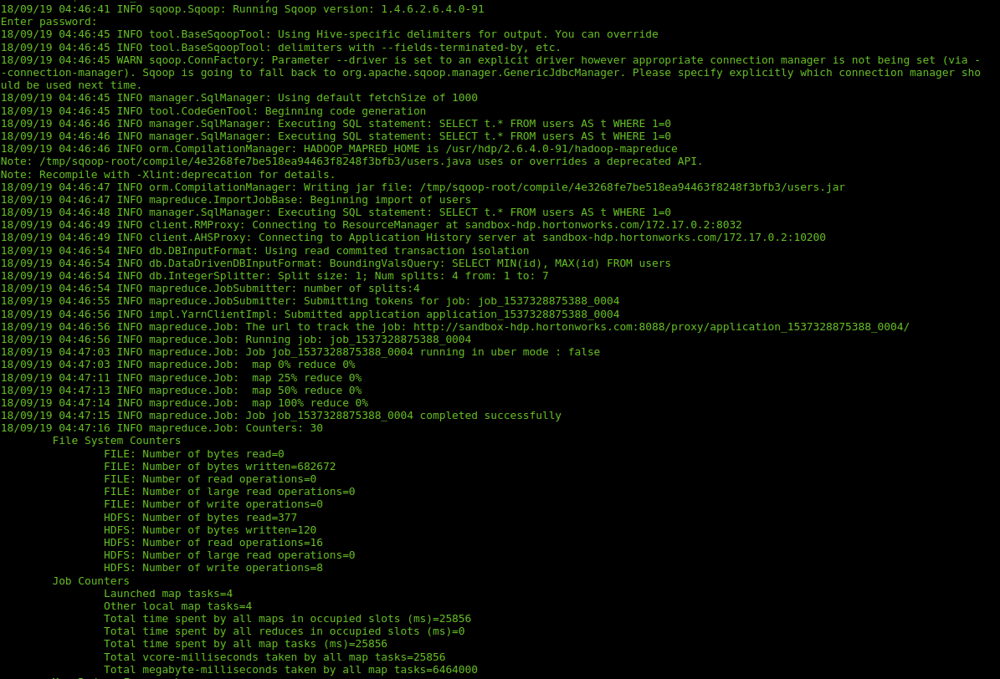 18/09/19 04:46:41 INFO sqoop.Sqoop: Running Sqoop version: 1.4.6.2.6.4.0-91
Enter password:
18/09/19 04:46:45 INFO tool.BaseSqoopTool: Using Hive-specific delimiters for output. You can override
18/09/19 04:46:45 INFO tool.BaseSqoopTool: delimiters with --fields-terminated-by, etc.
18/09/19 04:46:45 WARN sqoop.ConnFactory: Parameter --driver is set to an explicit driver however appropriate connection manager is not being set (via -
-connection-manager). Sqoop is going to fall back to org.apache.sqoop.manager.GenericJdbcManager. Please specify explicitly which connection manager sho
uld be used next time.
18/09/19 04:46:45 INFO manager.SqlManager: Using default fetchSize of 1000
18/09/19 04:46:45 INFO tool.CodeGenTool: Beginning code generation
18/09/19 04:46:46 INFO manager.SqlManager: Executing SQL statement: SELECT t.* FROM users AS t WHERE 1=0
18/09/19 04:46:46 INFO manager.SqlManager: Executing SQL statement: SELECT t.* FROM users AS t WHERE 1=0
18/09/19 04:46:46 INFO orm.CompilationManager: HADOOP_MAPRED_HOME is /usr/hdp/2.6.4.0-91/hadoop-mapreduce
Note: /tmp/sqoop-root/compile/4e3268fe7be518ea94463f8248f3bfb3/users.java uses or overrides a deprecated API.
Note: Recompile with -Xlint:deprecation for details.
18/09/19 04:46:47 INFO orm.CompilationManager: Writing jar file: /tmp/sqoop-root/compile/4e3268fe7be518ea94463f8248f3bfb3/users.jar
18/09/19 04:46:47 INFO mapreduce.ImportJobBase: Beginning import of users
18/09/19 04:46:48 INFO manager.SqlManager: Executing SQL statement: SELECT t.* FROM users AS t WHERE 1=0
18/09/19 04:46:49 INFO client.RMProxy: Connecting to ResourceManager at sandbox-hdp.hortonworks.com/172.17.0.2:8032
18/09/19 04:46:49 INFO client.AHSProxy: Connecting to Application History server at sandbox-hdp.hortonworks.com/172.17.0.2:10200
18/09/19 04:46:54 INFO db.DBInputFormat: Using read commited transaction isolation
18/09/19 04:46:54 INFO db.DataDrivenDBInputFormat: BoundingValsQuery: SELECT MIN(id), MAX(id) FROM users
18/09/19 04:46:54 INFO db.IntegerSplitter: Split size: 1; Num splits: 4 from: 1 to: 7
18/09/19 04:46:54 INFO mapreduce.JobSubmitter: number of splits:4
18/09/19 04:46:55 INFO mapreduce.JobSubmitter: Submitting tokens for job: job_1537328875388_0004
18/09/19 04:46:56 INFO impl.YarnClientImpl: Submitted application application_1537328875388_0004
18/09/19 04:46:56 INFO mapreduce.Job: The url to track the job: http://sandbox-hdp.hortonworks.com:8088/proxy/application_1537328875388_0004/
18/09/19 04:46:56 INFO mapreduce.Job: Running job: job_1537328875388_0004
18/09/19 04:47:03 INFO mapreduce.Job: Job job_1537328875388_0004 running in uber mode : false
18/09/19 04:47:03 INFO mapreduce.Job:  map 0% reduce 0%
18/09/19 04:47:11 INFO mapreduce.Job:  map 25% reduce 0%
18/09/19 04:47:13 INFO mapreduce.Job:  map 50% reduce 0%
18/09/19 04:47:14 INFO mapreduce.Job:  map 100% reduce 0%
18/09/19 04:47:15 INFO mapreduce.Job: Job job_1537328875388_0004 completed successfully
18/09/19 04:47:16 INFO mapreduce.Job: Counters: 30
File System Counters
FILE: Number of bytes read=0
FILE: Number of bytes written=682672
FILE: Number of read operations=0
FILE: Number of large read operations=0
FILE: Number of write operations=0
HDFS: Number of bytes read=377
HDFS: Number of bytes written=120
HDFS: Number of read operations=16
HDFS: Number of large read operations=0
HDFS: Number of write operations=8
Job Counters
Launched map tasks=4
Other local map tasks=4
Total time spent by all maps in occupied slots (ms)=25856
Total time spent by all reduces in occupied slots (ms)=0
Total time spent by all map tasks (ms)=25856
Total vcore-milliseconds taken by all map tasks=25856
Total megabyte-milliseconds taken by all map tasks=6464000